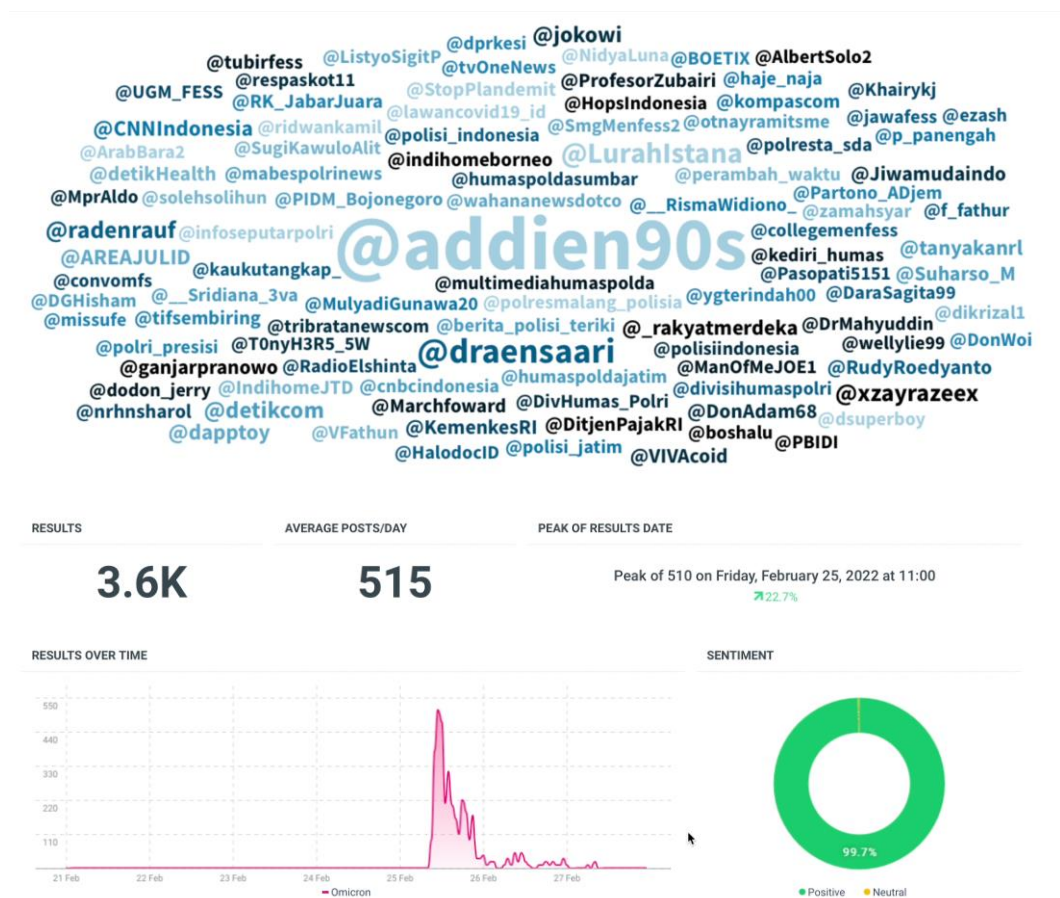 @jokowi
@tubirfess @ListyoSigitP @dprkesi @NidyaLuna @BOETIX @AlbertSolo2
@respaskot11 @tvOneNews @ProfesorZubairi @haje_naja
@UGM_FESS @RK_JabarJuara @StopPlandemit @HopsIndonesia @kompascom @Khairykj
@lawancovid19_id @jawafess @ezash
@CNNIndonesia @ridwankamil @polisi_indonesia @SmgMenfess2 @otnayramitsme @p_panengah
@ArabBara2 @SugiKawuloAlit @indihomeborneo @LurahIstana @polresta_sda
@detikHealth @mabespolrinews @humaspoldasumbar @perambah_waktu @Jiwamudaindo
@MprAldo @solehsolihun @PIDM_Bojonegoro @wahananewsdotco @__RismaWidiono_ @Partono_ADjem
@zamahsyar @f_fathur
@radenrauf @infoseputarpolri @addien90s @collegemenfess
@AREAJULID @kediri_humas @tanyakanrl
@convomfs @kaukutangkap_ @multimediahumaspolda @Pasopati5151 @Suharso_M
@DGHisham @__Sridiana_3va @MulyadiGunawa20 @polresmalang_polisia @ygterindah00 @DaraSagita99
@missufe @tifsembiring @tribratanewscom @berita_polisi_teriki @_rakyatmerdeka @DrMahyuddin @dikrizal1
@polri_presisi @T0nyH3R5_5W @draensaari @polisiindonesia @wellylie99 @DonWoi
@ganjarpranowo @RadioElshinta @ManOfMeJOE1 @RudyRoedyanto
@dodon_jerry @IndihomeJTD @cnbcindonesia @humaspoldajatim @divisihumaspolri @xzayrazeex
@nrhnsharol @detikcom @Marchfoward @DivHumas_Polri @DonAdam68 @dsuperboy
@dapptoy @VFathun @KemenkesRI @DitjenPajakRI @boshalu @PBIDI
@HalodocID @polisi_jatim @VIVAcoid
RESULTS AVERAGE POSTS/DAY PEAK OF RESULTS DATE
3.6K 515 Peak of 510 on Friday, February 25, 2022 at 11:00
22.7%
RESULTS OVER TIME SENTIMENT
550
440
330
220
110
99.7%
21 Feb 22 Feb 23 Feb 24 Feb 25 Feb 26 Feb 27 Feb
Omicron Positive Neutral